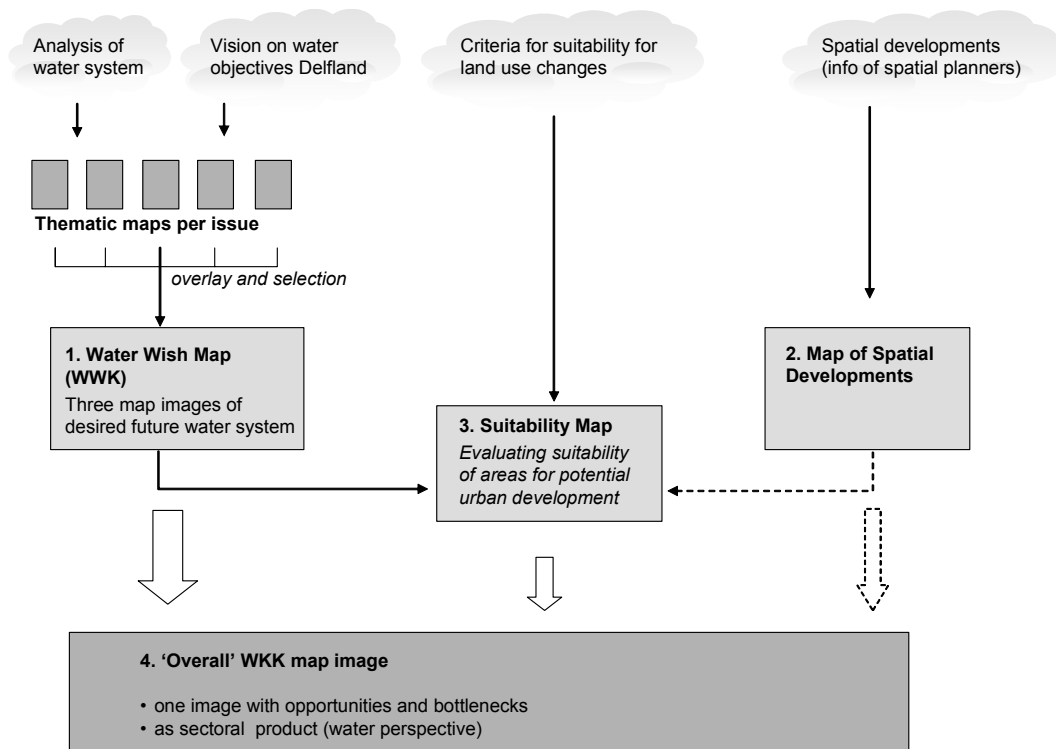 Analysis of
water system
Vision on water
objectives Delfland
Criteria for suitability for
land use changes
Spatial developments
(info of spatial planners)
Thematic maps per issue
overlay and selection
1. Water Wish Map
(WWK)
Three map images of
desired future water system
2. Map of Spatial
Developments
3. Suitability Map
Evaluating suitability
of areas for potential
urban development
4. ‘Overall’ WKK map image
• one image with opportunities and bottlenecks
• as sectoral product (water perspective)